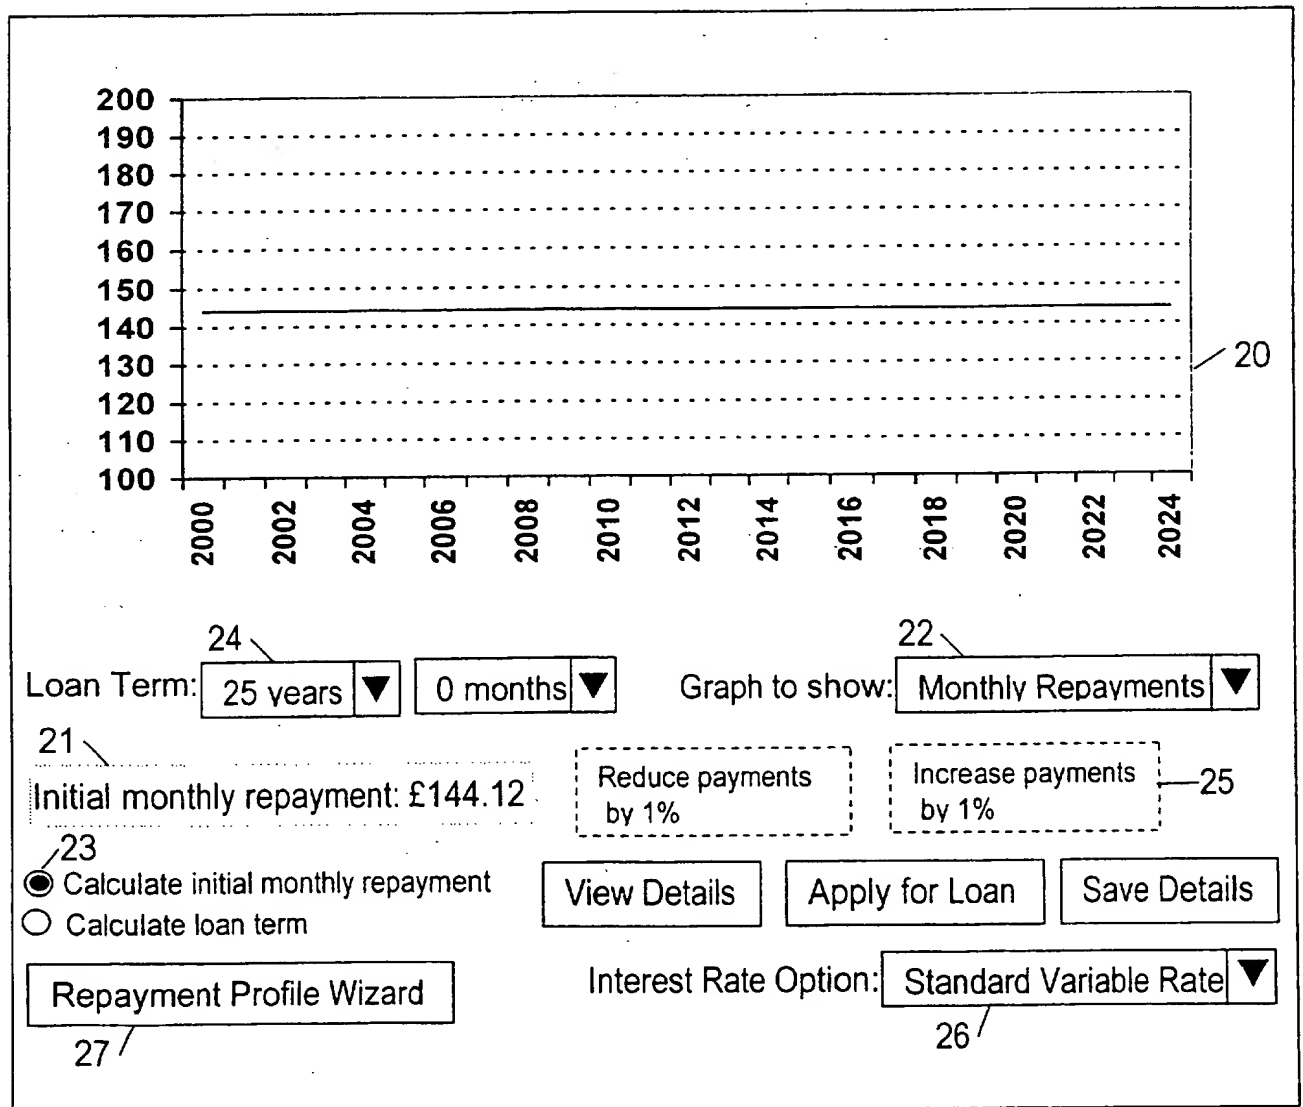 200
190
180
170
160
150
140
130
120
110
100
20
2000 2002 2004 2006 2008 2010 2012 2014 2016 2018 2020 2022 2024
24
22
Loan Term: 25 years 0 months Graph to show: Monthly Repayments
21
Initial monthly repayment: £144.12
Reduce payments
by 1%
Increase payments
by 1%
25
23
Calculate initial monthly repayment
Calculate loan term
View Details Apply for Loan Save Details
Repayment Profile Wizard
Interest Rate Option: Standard Variable Rate
27
26